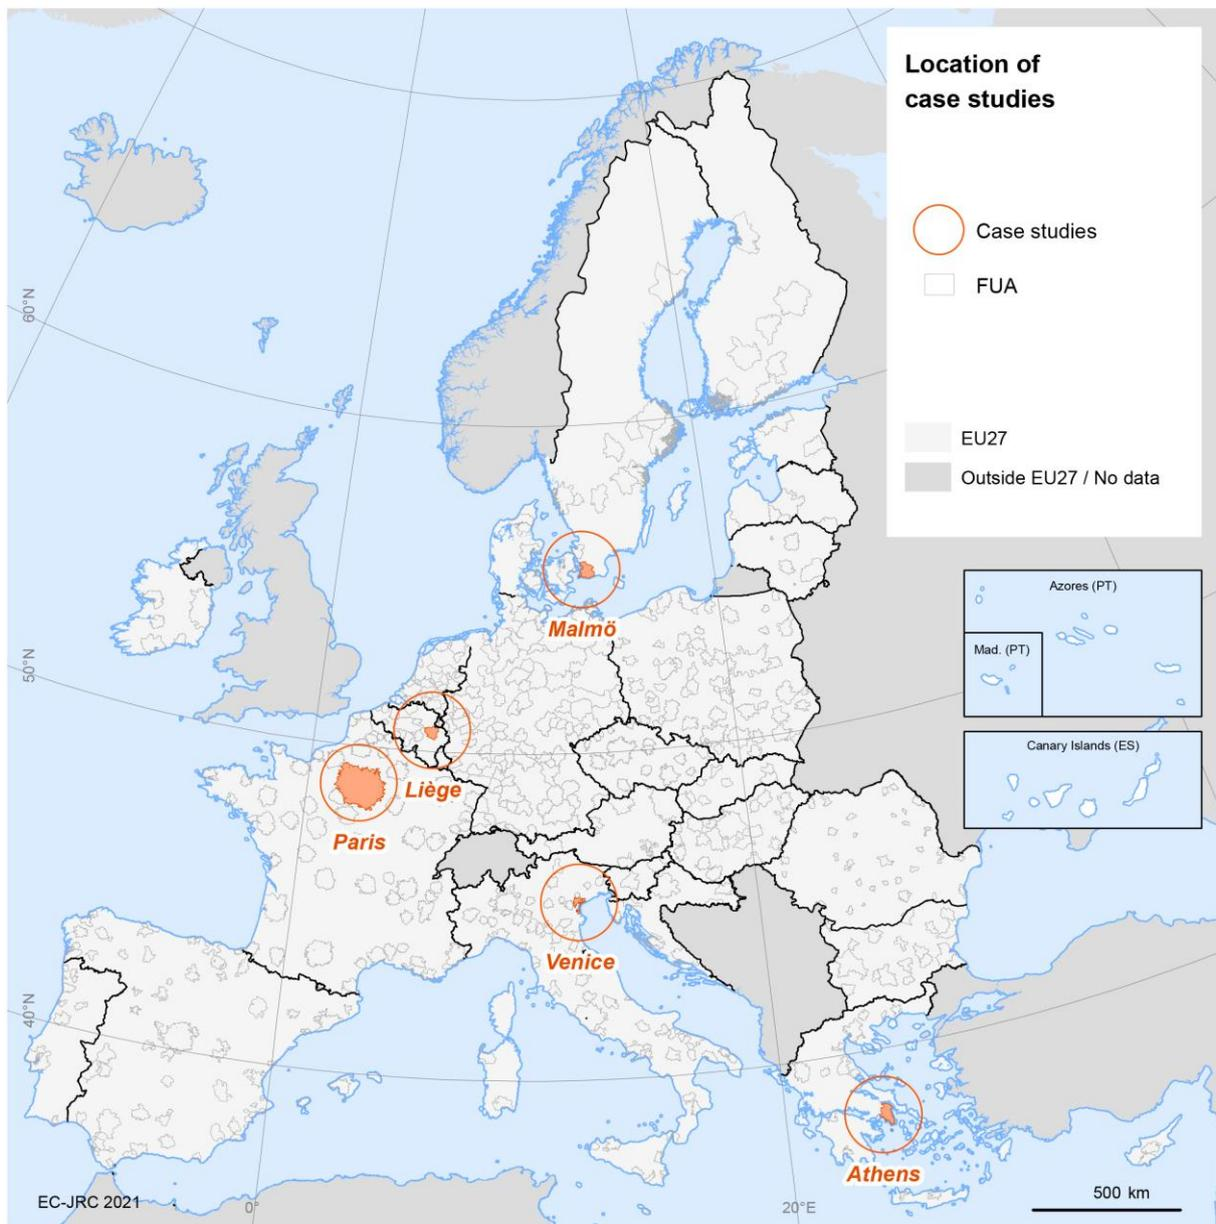 Location of
case studies
Case studies
FUA
EU27
Outside EU27 / No data
60°N
50°N
40°N
Malmö
Liège
Paris
Venice
Athens
Azores (PT)
Mad. (PT)
Canary Islands (ES)
EC-JRC 2021
0°
20°E
500 km